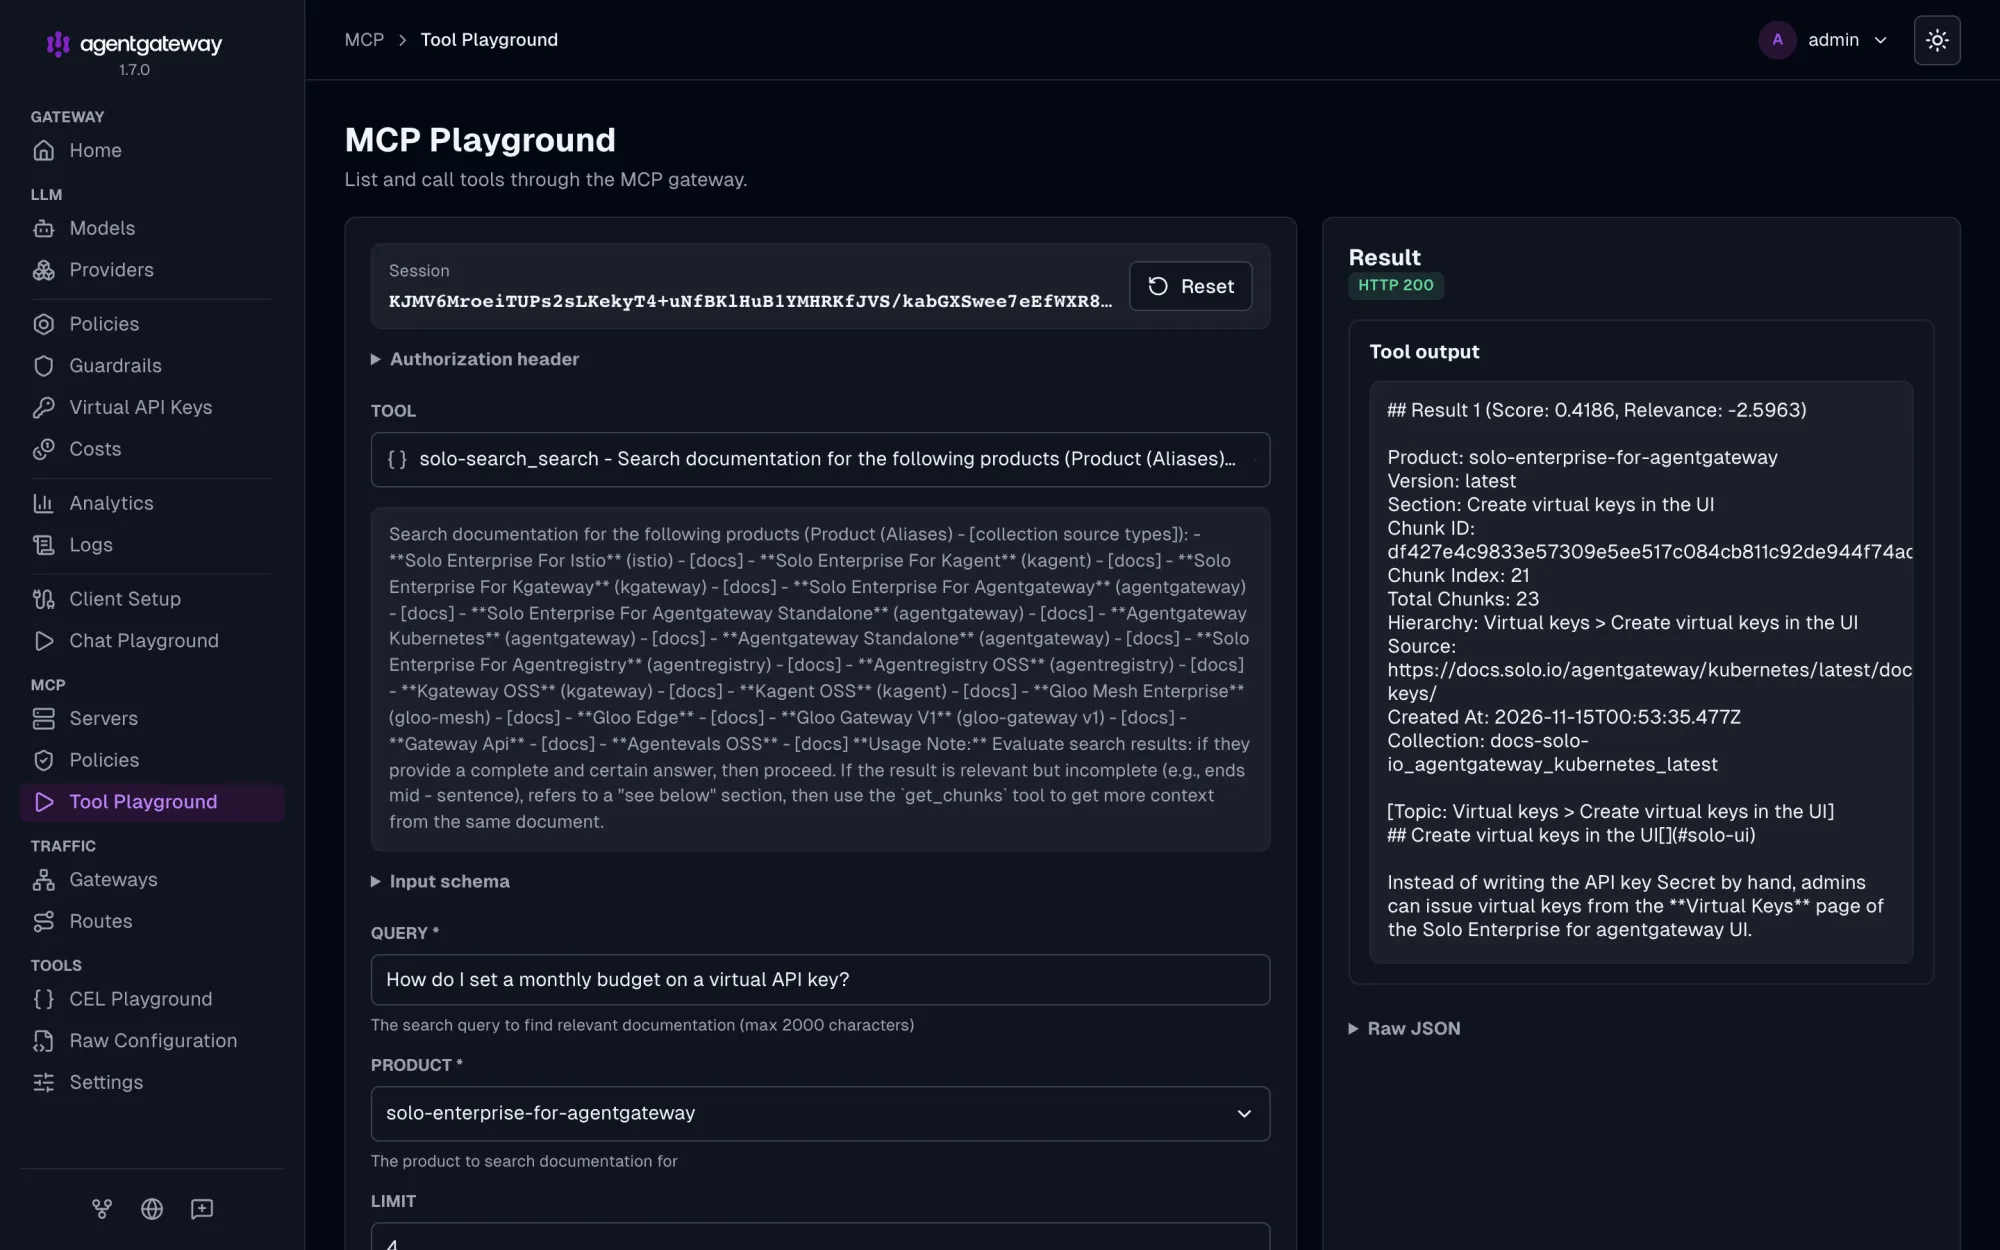 agentgateway
1.7.0
GATEWAY
Home
LLM
Models
Providers
Policies
Guardrails
Virtual API Keys
Costs
Analytics
Logs
Client Setup
Chat Playground
MCP
Servers
Policies
Tool Playground
TRAFFIC
Gateways
Routes
TOOLS
CEL Playground
Raw Configuration
Settings
MCP > Tool Playground
A admin
MCP Playground
List and call tools through the MCP gateway.
Session
KJMV6MroeiTUPs2sLKekyT4+uNfBKlHuB1YMHRKfJVS/kabGXSwee7eEfWXR8…
Reset
Authorization header
TOOL
{ } solo-search_search - Search documentation for the following products (Product (Aliases)…
Search documentation for the following products (Product (Aliases) - [collection source types]): -
**Solo Enterprise For Istio** (istio) - [docs] - **Solo Enterprise For Kagent** (kagent) - [docs] - **Solo
Enterprise For Kgateway** (kgateway) - [docs] - **Solo Enterprise For Agentgateway** (agentgateway)
- [docs] - **Solo Enterprise For Agentgateway Standalone** (agentgateway) - [docs] - **Agentgateway
Kubernetes** (agentgateway) - [docs] - **Agentgateway Standalone** (agentgateway) - [docs] - **Solo
Enterprise For Agentregistry** (agentregistry) - [docs] - **Agentregistry OSS** (agentregistry) - [docs]
- **Kgateway OSS** (kgateway) - [docs] - **Kagent OSS** (kagent) - [docs] - **Gloo Mesh Enterprise**
(gloo-mesh) - [docs] - **Gloo Edge** - [docs] - **Gloo Gateway V1** (gloo-gateway v1) - [docs] -
**Gateway Api** - [docs] - **Agentevals OSS** - [docs] **Usage Note:** Evaluate search results: if they
provide a complete and certain answer, then proceed. If the result is relevant but incomplete (e.g., ends
mid - sentence), refers to a "see below" section, then use the `get_chunks` tool to get more context
from the same document.
Input schema
QUERY *
How do I set a monthly budget on a virtual API key?
The search query to find relevant documentation (max 2000 characters)
PRODUCT *
solo-enterprise-for-agentgateway
The product to search documentation for
LIMIT
4
Result
HTTP 200
Tool output
## Result 1 (Score: 0.4186, Relevance: -2.5963)
Product: solo-enterprise-for-agentgateway
Version: latest
Section: Create virtual keys in the UI
Chunk ID:
df427e4c9833e57309e5ee517c084cb811c92de944f74ac
Chunk Index: 21
Total Chunks: 23
Hierarchy: Virtual keys > Create virtual keys in the UI
Source:
https://docs.solo.io/agentgateway/kubernetes/latest/doc
keys/
Created At: 2026-11-15T00:53:35.477Z
Collection: docs-solo-
io_agentgateway_kubernetes_latest
[Topic: Virtual keys > Create virtual keys in the UI]
## Create virtual keys in the UI[](#solo-ui)
Instead of writing the API key Secret by hand, admins
can issue virtual keys from the **Virtual Keys** page of
the Solo Enterprise for agentgateway UI.
Raw JSON